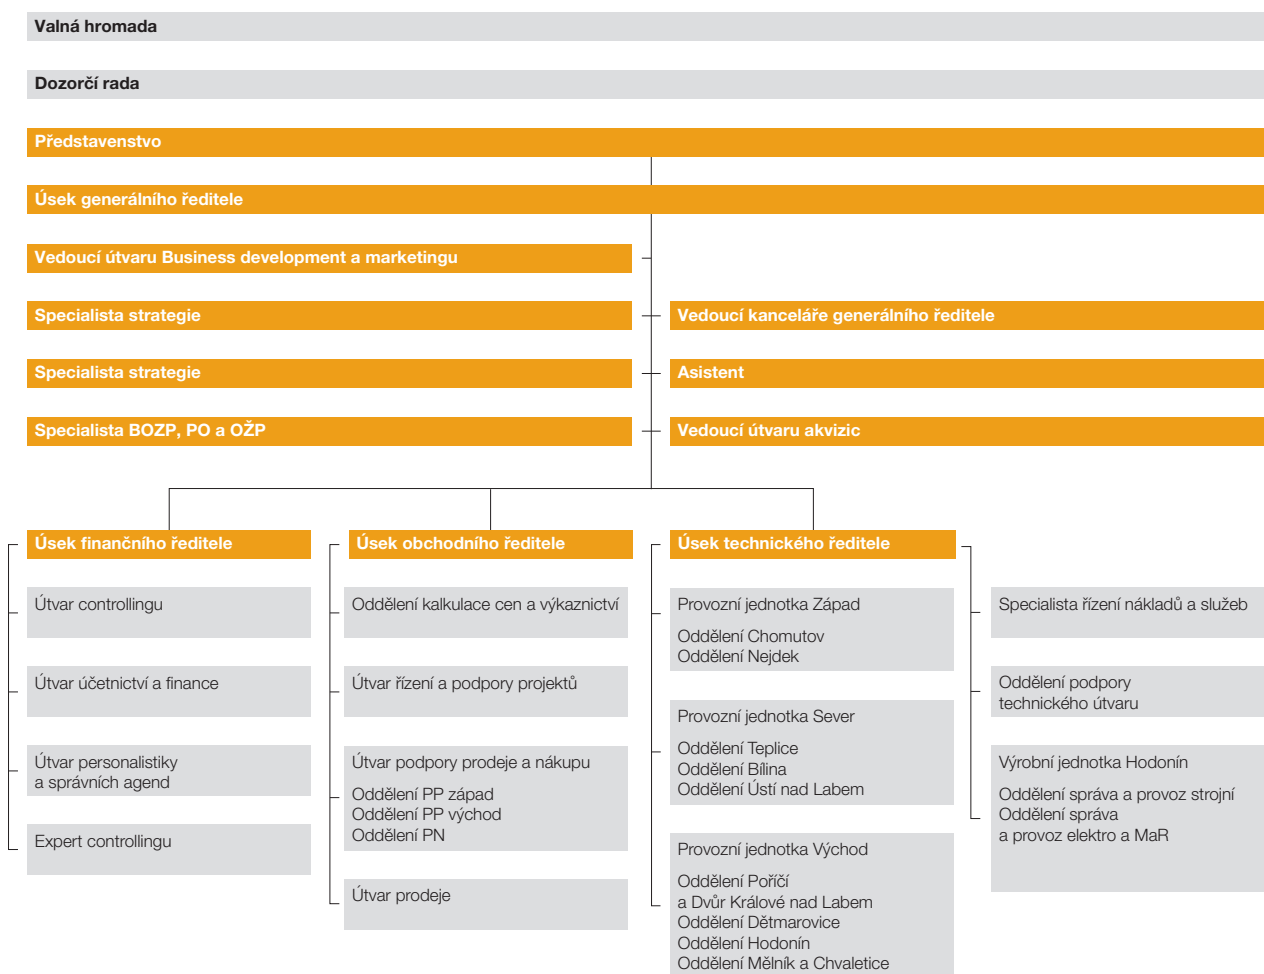 Valná hromada
Dozorčí rada
Představenstvo
Úsek generálního ředitele
Vedoucí útvaru Business development a marketingu
Specialista strategie
Vedoucí kanceláře generálního ředitele
Specialista strategie
Asistent
Specialista BOZP, PO a OŽP
Vedoucí útvaru akvizic
Úsek finančního ředitele
Útvar controllingu
Útvar účetnictví a finance
Útvar personalistiky
a správních agend
Expert controllingu
Úsek obchodního ředitele
Oddělení kalkulace cen a výkaznictví
Útvar řízení a podpory projektů
Útvar podpory prodeje a nákupu
Oddělení PP západ
Oddělení PP východ
Oddělení PN
Útvar prodeje
Úsek technického ředitele
Provozní jednotka Západ
Oddělení Chomutov
Oddělení Nejdek
Provozní jednotka Sever
Oddělení Teplice
Oddělení Bílina
Oddělení Ústí nad Labem
Provozní jednotka Východ
Oddělení Poříčí
a Dvůr Králové nad Labem
Oddělení Dětmarovice
Oddělení Hodonín
Oddělení Mělník a Chvaletice
Specialista řízení nákladů a služeb
Oddělení podpory
technického útvaru
Výrobní jednotka Hodonín
Oddělení správa a provoz strojní
Oddělení správa
a provoz elektro a MaR